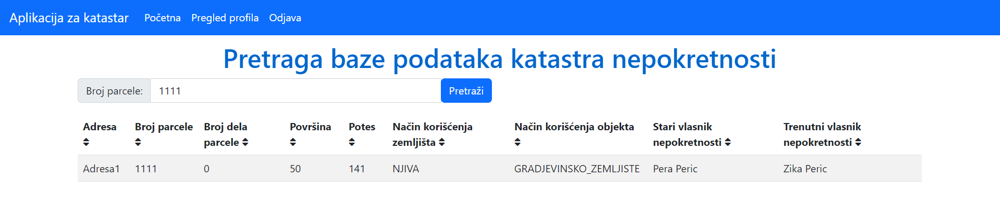 Aplikacija za katastar Početna Pregled profila Odjava
Pretraga baze podataka katastra nepokretnosti
Broj parcele: 1111 Pretraži
Adresa Broj parcele Broj dela Površina Potes Način korišćenja Način korišćenja objekta Stari vlasnik Trenutni vlasnik
parcele zemljišta nepokretnosti nepokretnosti
Adresa1 1111 0 50 141 NJIVA GRADJEVINSKO_ZEMLJISTE Pera Peric Zika Peric